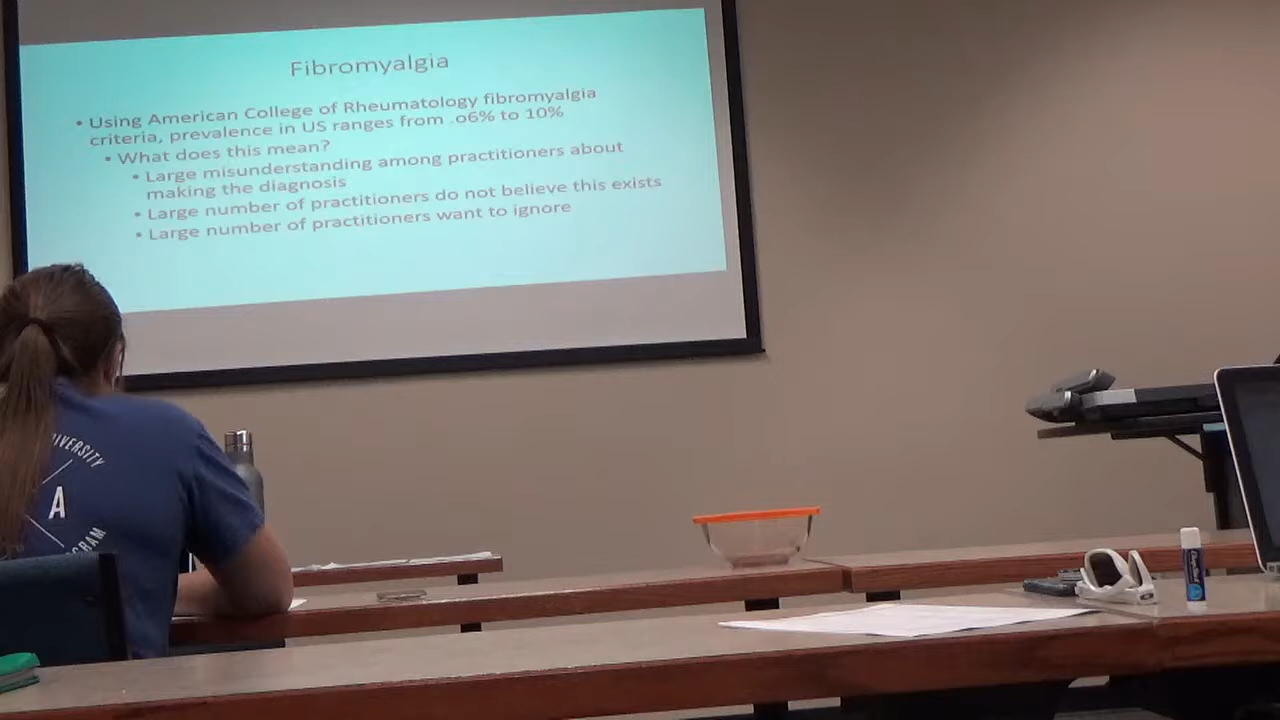 Fibromyalgia
• Using American College of Rheumatology fibromyalgia
criteria, prevalence in US ranges from .o6% to 10%
• What does this mean?
• Large misunderstanding among practitioners about
making the diagnosis
• Large number of practitioners do not believe this exists
• Large number of practitioners want to ignore
A
ChapStick